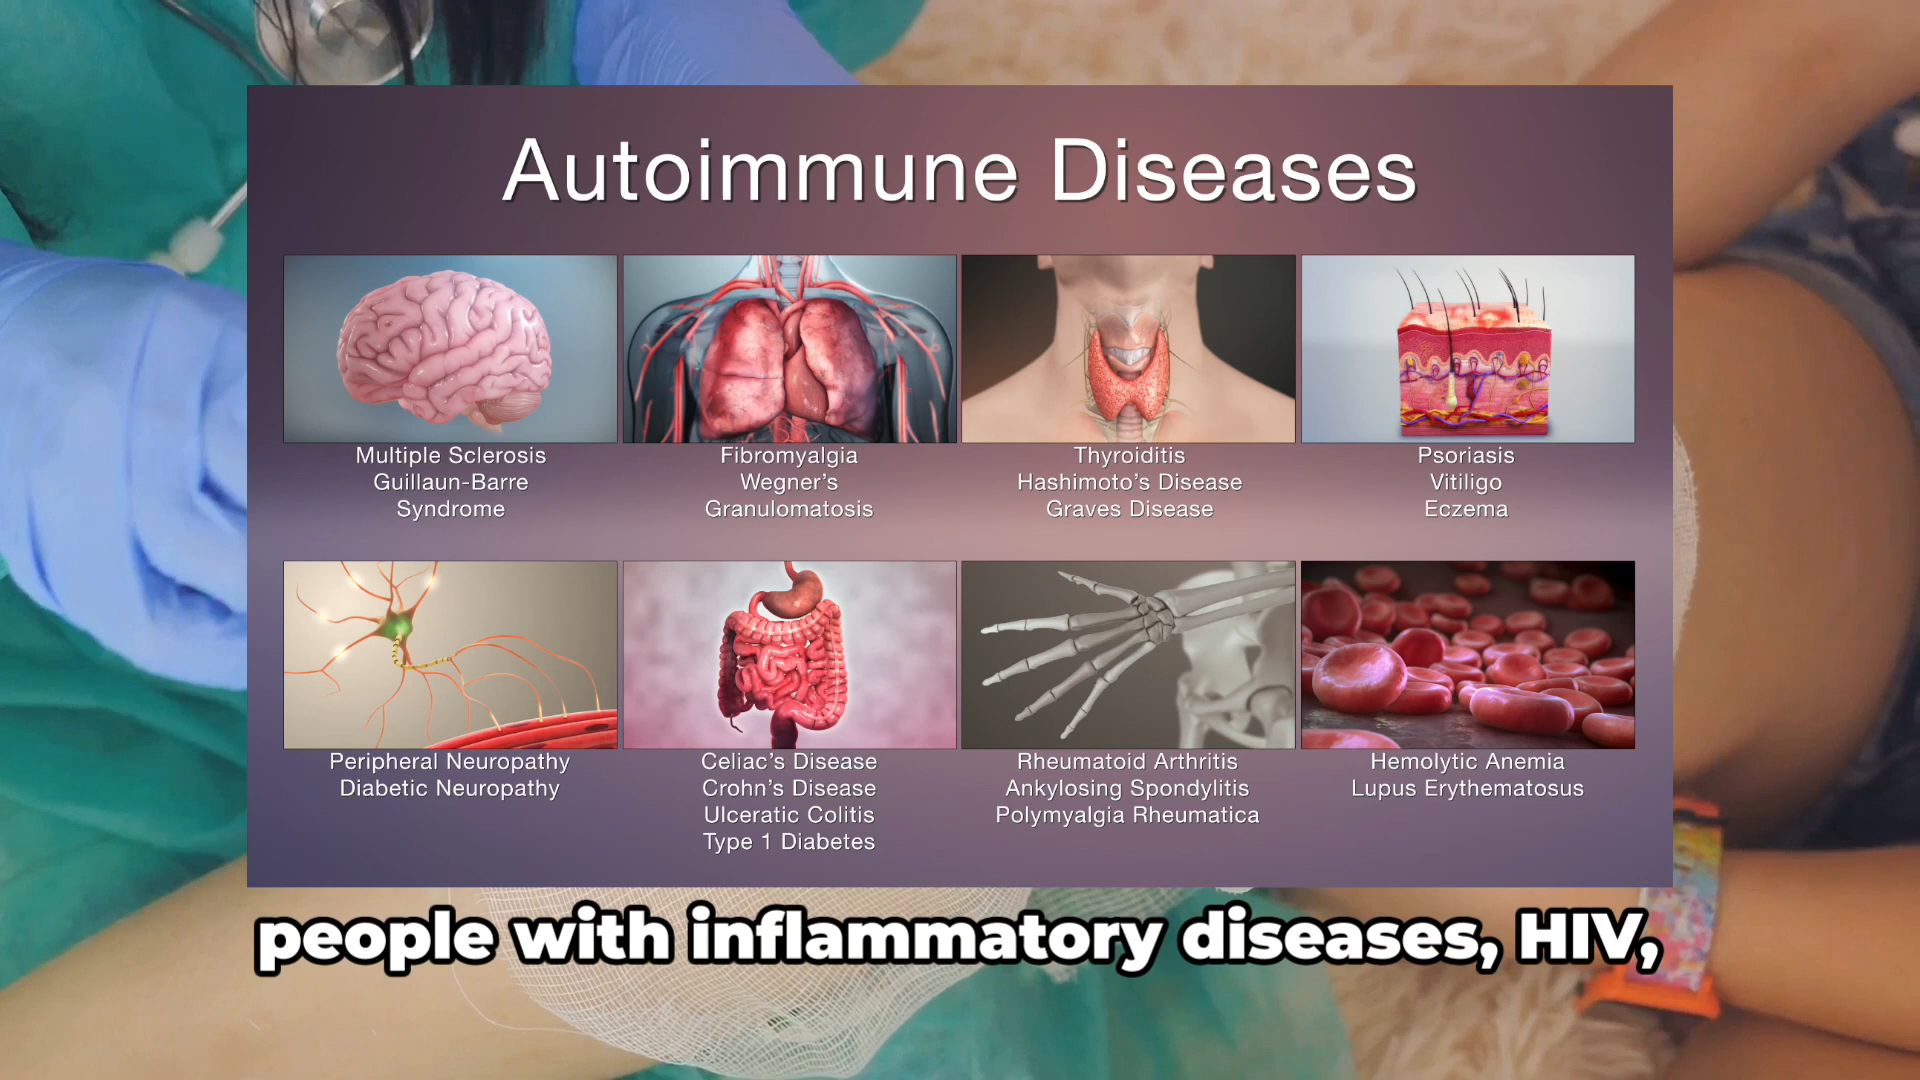 Autoimmune Diseases
Multiple Sclerosis
Guillaun-Barre
Syndrome
Fibromyalgia
Wegner's
Granulomatosis
Thyroiditis
Hashimoto's Disease
Graves Disease
Psoriasis
Vitiligo
Eczema
Peripheral Neuropathy
Diabetic Neuropathy
Celiac's Disease
Crohn's Disease
Ulceratic Colitis
Type 1 Diabetes
Rheumatoid Arthritis
Ankylosing Spondylitis
Polymyalgia Rheumatica
Hemolytic Anemia
Lupus Erythematosus
people with inflammatory diseases, HIV,